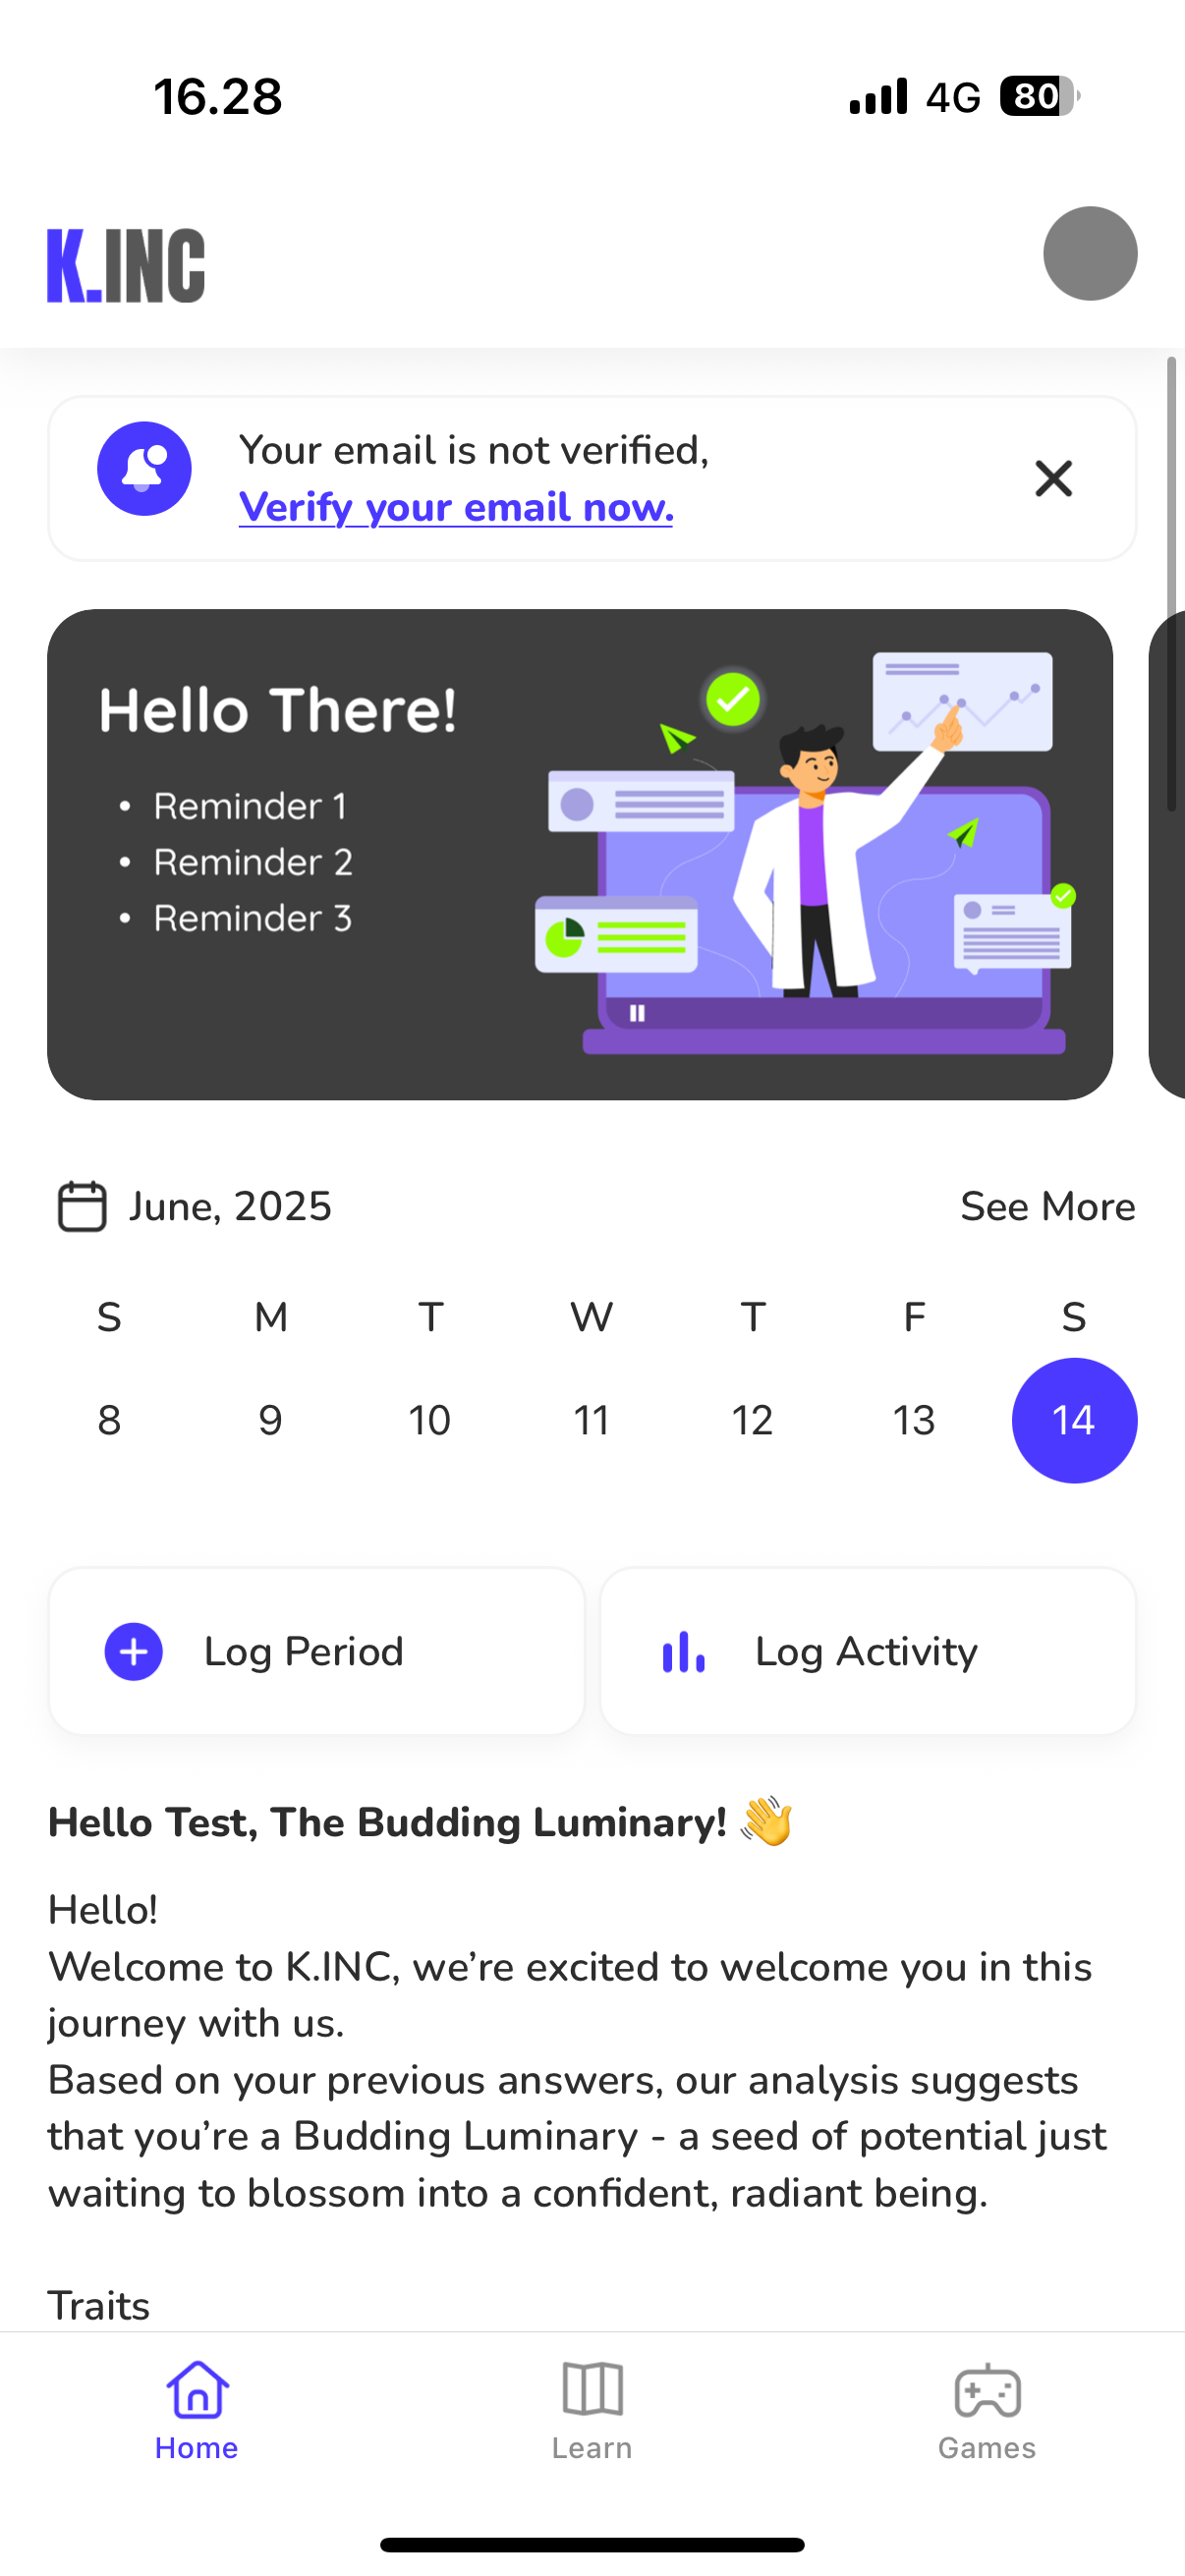 16.28
4G 80
K.INC
Your email is not verified,
Verify your email now.
Hello There!
• Reminder 1
• Reminder 2
• Reminder 3
June, 2025 See More
S M T W T F S
8 9 10 11 12 13 14
Log Period Log Activity
Hello Test, The Budding Luminary! 👋
Hello!
Welcome to K.INC, we’re excited to welcome you in this
journey with us.
Based on your previous answers, our analysis suggests
that you’re a Budding Luminary - a seed of potential just
waiting to blossom into a confident, radiant being.
Traits
Home Learn Games